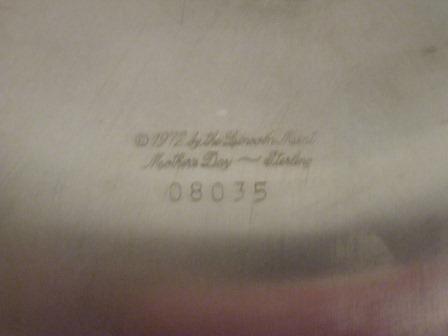 © 1972 by the Lincoln Mint
Mother's Day ~ Sterling
08035